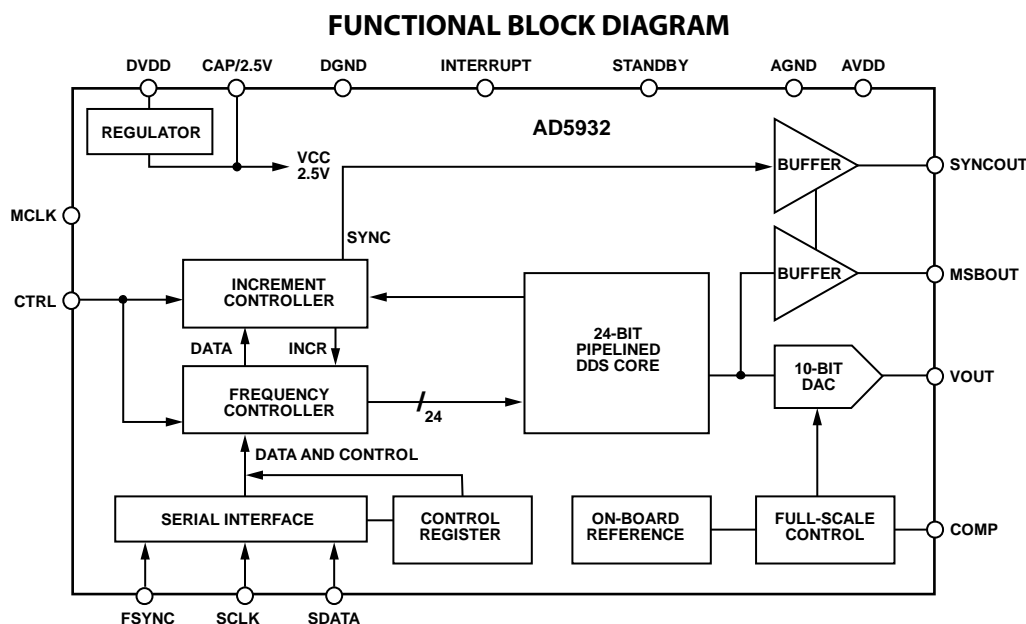 FUNCTIONAL BLOCK DIAGRAM
DVDD
CAP/2.5V
DGND
INTERRUPT
STANDBY
AGND
AVDD
REGULATOR
AD5932
VCC
2.5V
BUFFER
SYNCOUT
MCLK
SYNC
BUFFER
MSBOUT
CTRL
INCREMENT
CONTROLLER
DATA
INCR
24-BIT
PIPELINED
DDS CORE
FREQUENCY
CONTROLLER
24
10-BIT
DAC
VOUT
DATA AND CONTROL
SERIAL INTERFACE
CONTROL
REGISTER
ON-BOARD
REFERENCE
FULL-SCALE
CONTROL
COMP
FSYNC
SCLK
SDATA